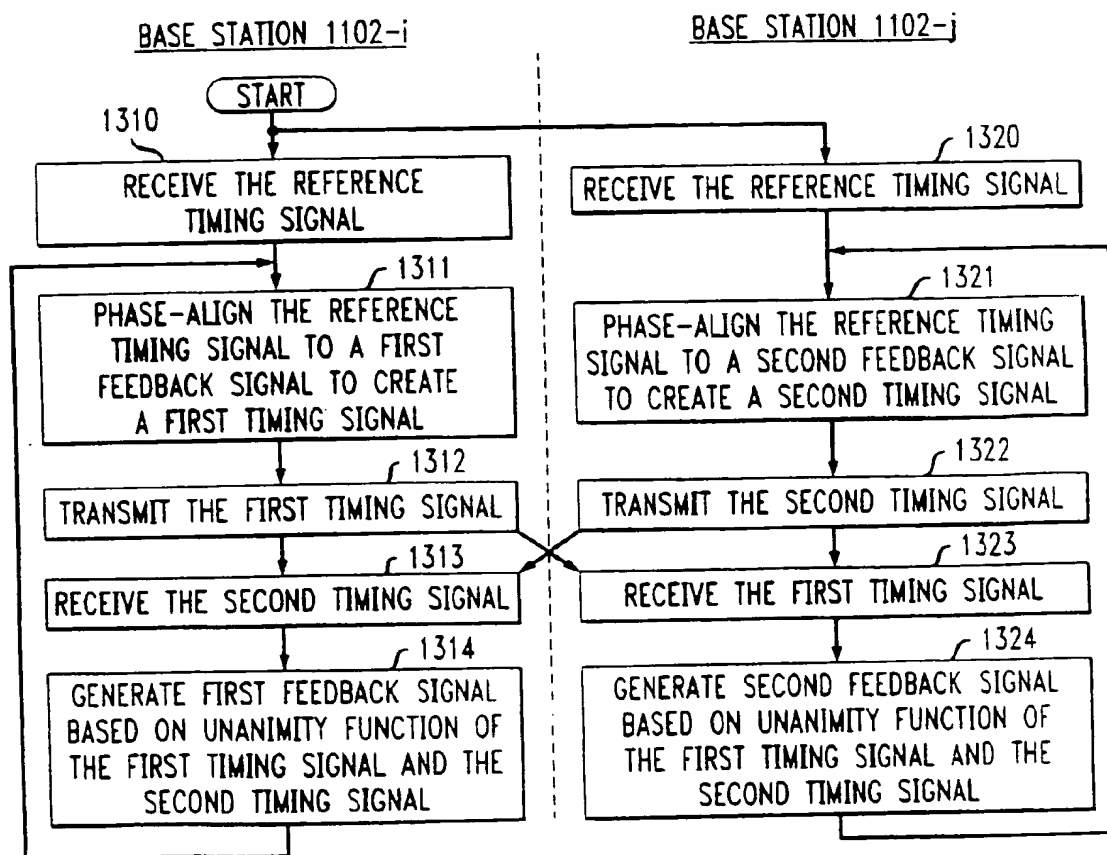 BASE STATION 1102-i
BASE STATION 1102-j
START
1310
RECEIVE THE REFERENCE
TIMING SIGNAL
1320
RECEIVE THE REFERENCE TIMING SIGNAL
1311
PHASE-ALIGN THE REFERENCE
TIMING SIGNAL TO A FIRST
FEEDBACK SIGNAL TO CREATE
A FIRST TIMING SIGNAL
1321
PHASE-ALIGN THE REFERENCE TIMING
SIGNAL TO A SECOND FEEDBACK SIGNAL
TO CREATE A SECOND TIMING SIGNAL
1312
TRANSMIT THE FIRST TIMING SIGNAL
1322
TRANSMIT THE SECOND TIMING SIGNAL
1313
RECEIVE THE SECOND TIMING SIGNAL
1323
RECEIVE THE FIRST TIMING SIGNAL
1314
GENERATE FIRST FEEDBACK SIGNAL
BASED ON UNANIMITY FUNCTION OF
THE FIRST TIMING SIGNAL AND THE
SECOND TIMING SIGNAL
1324
GENERATE SECOND FEEDBACK SIGNAL
BASED ON UNANIMITY FUNCTION OF
THE FIRST TIMING SIGNAL AND THE
SECOND TIMING SIGNAL